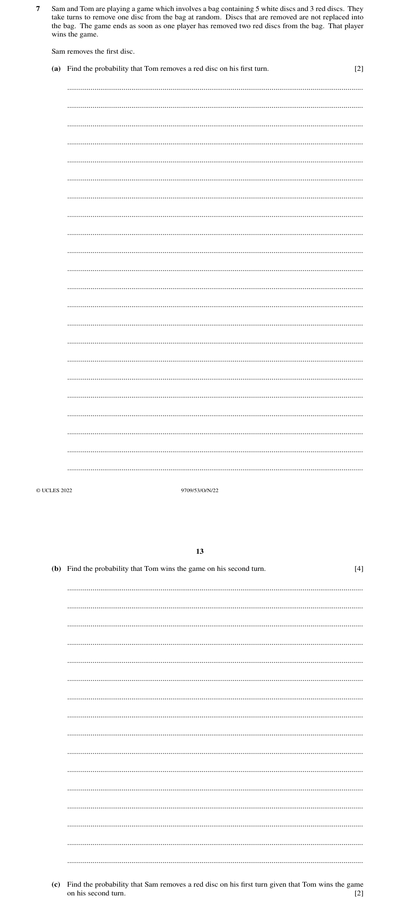 7 Sam and Tom are playing a game which involves a bag containing 5 white discs and 3 red discs. They
take turns to remove one disc from the bag at random. Discs that are removed are not replaced into
the bag. The game ends as soon as one player has removed two red discs from the bag. That player
wins the game.
Sam removes the first disc.
(a) Find the probability that Tom removes a red disc on his first turn. [2]
© UCLES 2022 9709/53/O/N/22
13
(b) Find the probability that Tom wins the game on his second turn. [4]
(c) Find the probability that Sam removes a red disc on his first turn given that Tom wins the game
on his second turn. [2]